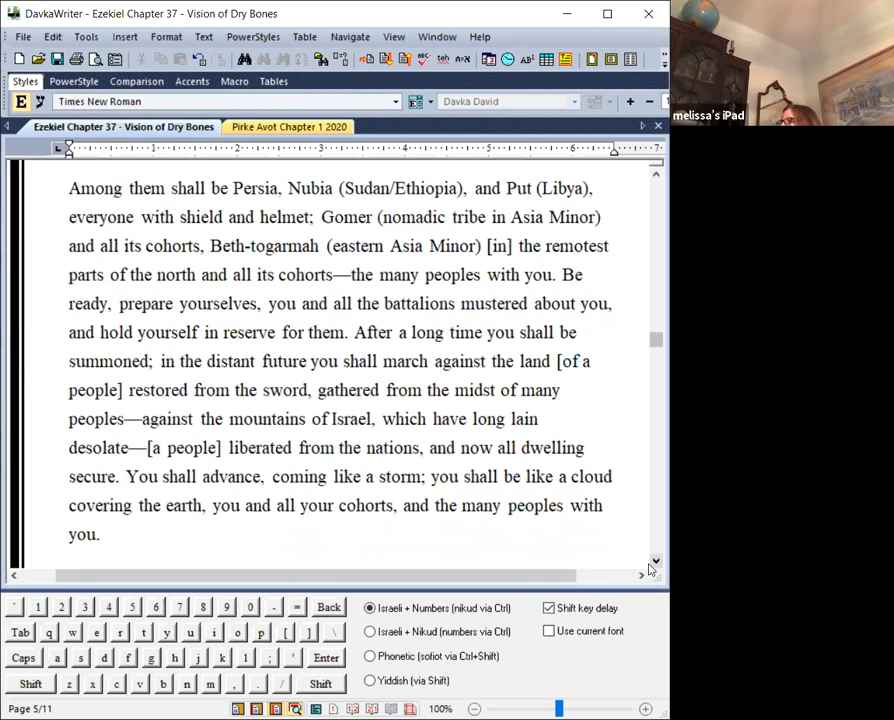 DavkaWriter - Ezekiel Chapter 37 - Vision of Dry Bones
File Edit Tools Insert Format Text PowerStyles Table Navigate View Window Help
Styles PowerStyle Comparison Accents Macro Tables
Times New Roman Davka David
Ezekiel Chapter 37 - Vision of Dry Bones Pirke Avot Chapter 1 2020
1 2 3 4 5 6 7
Among them shall be Persia, Nubia (Sudan/Ethiopia), and Put (Libya),
everyone with shield and helmet; Gomer (nomadic tribe in Asia Minor)
and all its cohorts, Beth-togarmah (eastern Asia Minor) [in] the remotest
parts of the north and all its cohorts—the many peoples with you. Be
ready, prepare yourselves, you and all the battalions mustered about you,
and hold yourself in reserve for them. After a long time you shall be
summoned; in the distant future you shall march against the land [of a
people] restored from the sword, gathered from the midst of many
peoples—against the mountains of Israel, which have long lain
desolate—[a people] liberated from the nations, and now all dwelling
secure. You shall advance, coming like a storm; you shall be like a cloud
covering the earth, you and all your cohorts, and the many peoples with
you.
` 1 2 3 4 5 6 7 8 9 0 - = Back
Tab q w e r t y u i o p [ ] \
Caps a s d f g h j k l ; ' Enter
Shift z x c v b n m , . / Shift
Israeli + Numbers (nikud via Ctrl)
Israeli + Nikud (numbers via Ctrl)
Phonetic (sofiot via Ctrl+Shift)
Yiddish (via Shift)
Shift key delay
Use current font
Page 5/11 100%
melissa's iPad